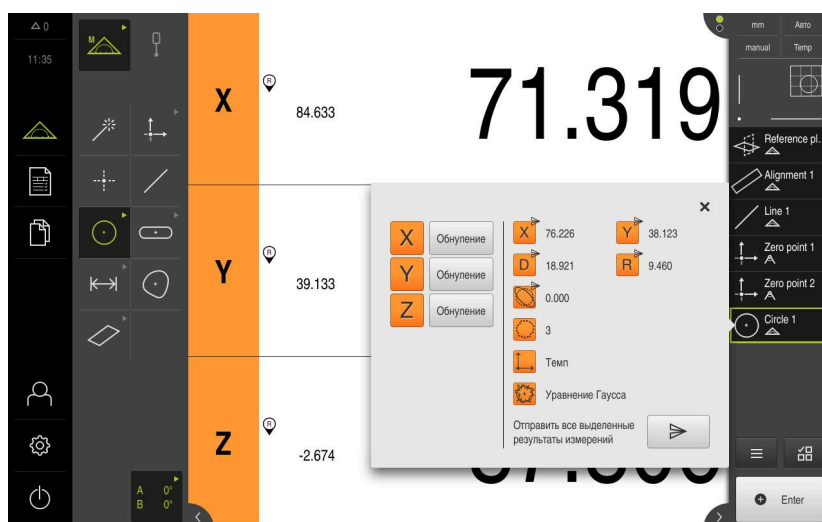 0
11:35
M
A 0°
B 0°
X
R
84.633
71.319
Y
R
39.133
Z
R
-2.674
X Обнуление
Y Обнуление
Z Обнуление
X 76.226 Y 38.123
D 18.921 R 9.460
0.000
3
Темп
Уравнение Гаусса
Отправить все выделенные
результаты измерений
mm Авто
manual Temp
Reference pl.
Alignment 1
Line 1
Zero point 1
Zero point 2
Circle 1
Enter